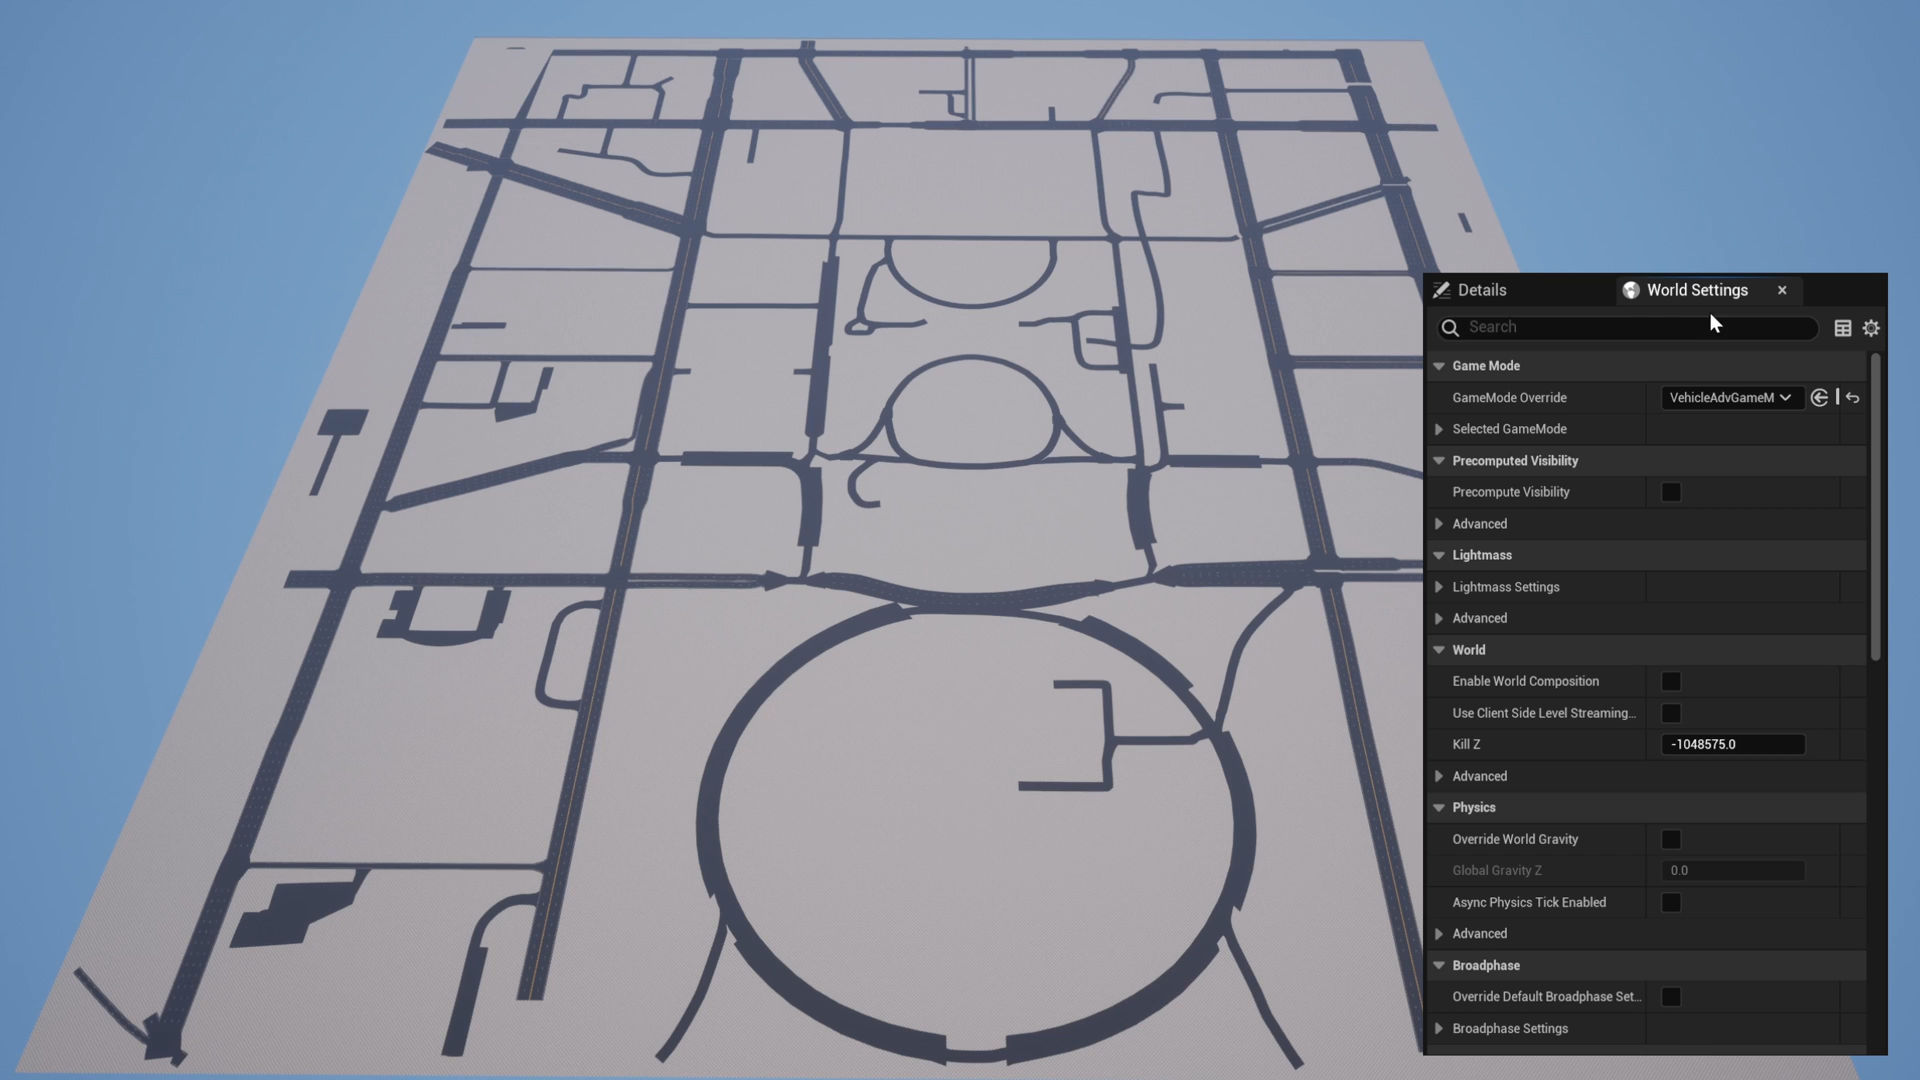 Details
World Settings
Search
Game Mode
GameMode Override
VehicleAdvGameM
Selected GameMode
Precomputed Visibility
Precompute Visibility
Advanced
Lightmass
Lightmass Settings
Advanced
World
Enable World Composition
Use Client Side Level Streaming...
Kill Z
-1048575.0
Advanced
Physics
Override World Gravity
Global Gravity Z
0.0
Async Physics Tick Enabled
Advanced
Broadphase
Override Default Broadphase Set...
Broadphase Settings